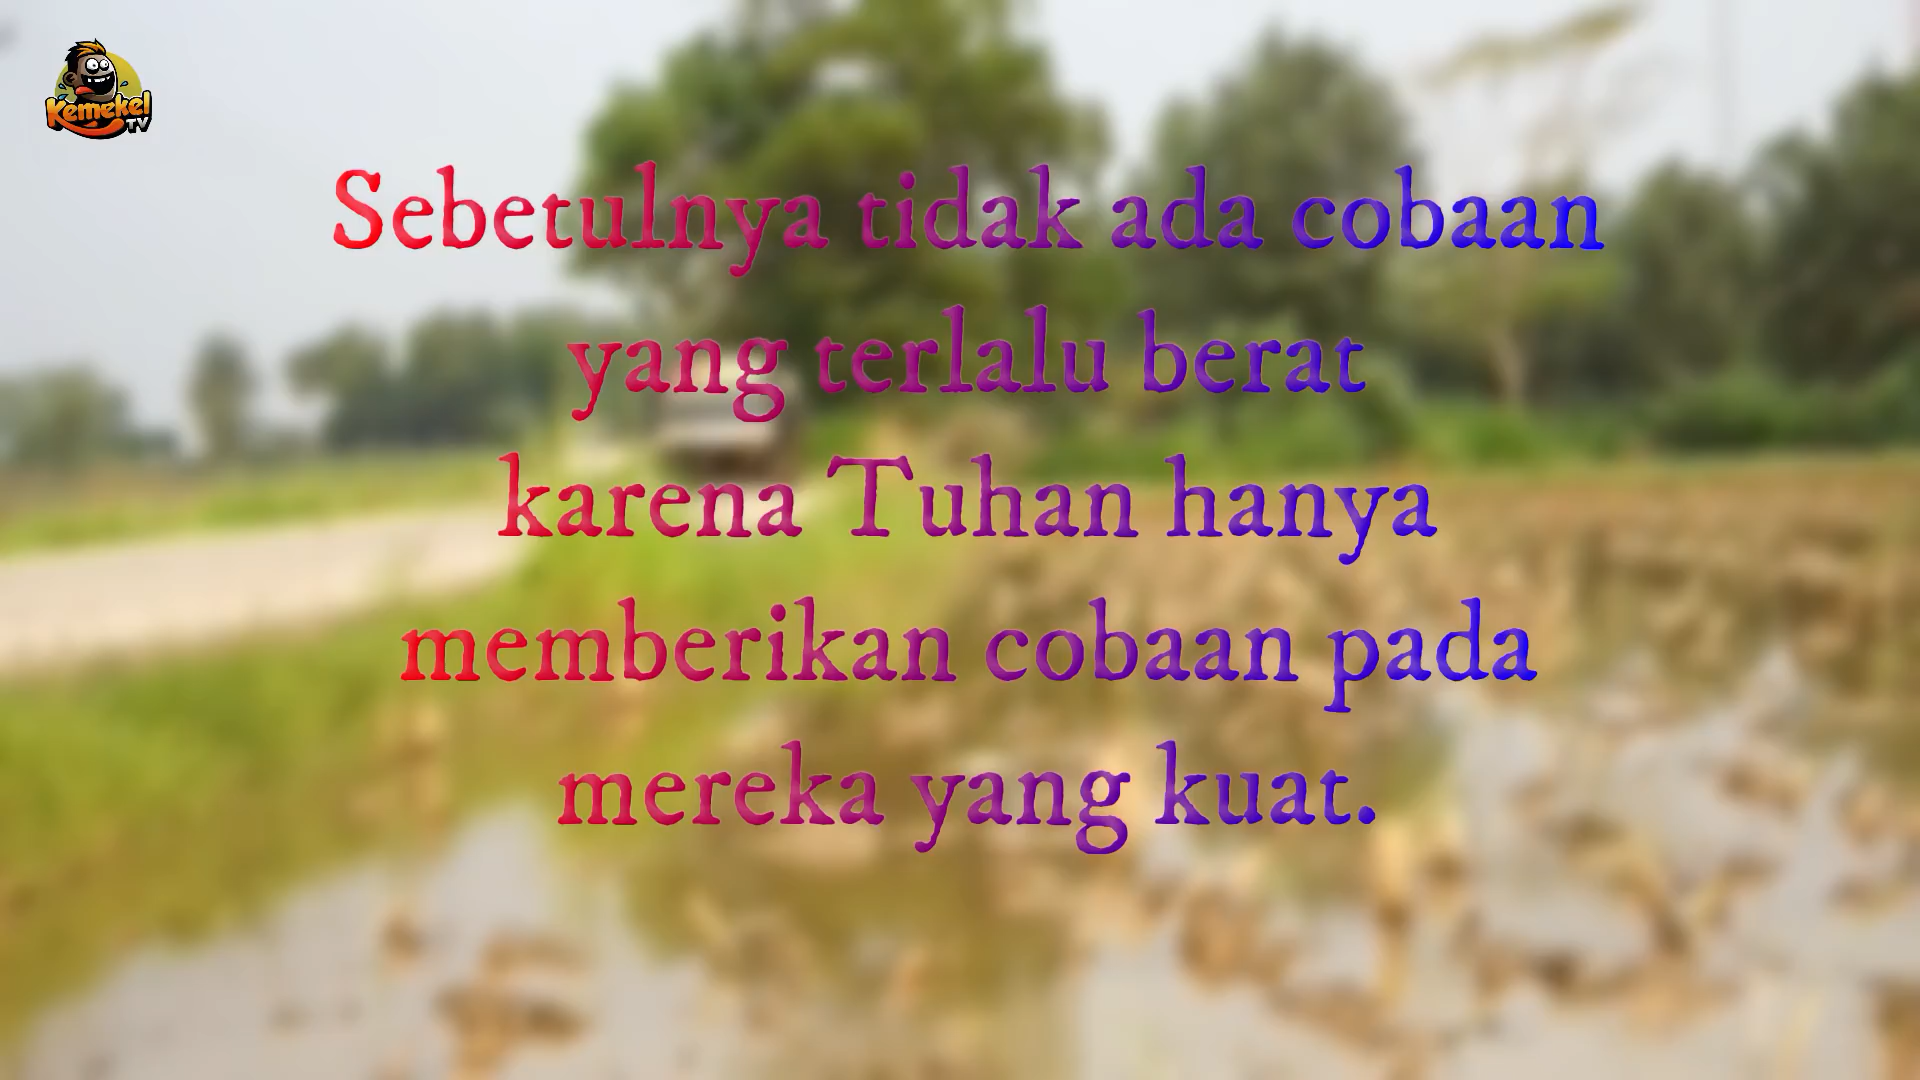 Kemekel
TV
Sebetulnya tidak ada cobaan
yang terlalu berat
karena Tuhan hanya
memberikan cobaan pada
mereka yang kuat.